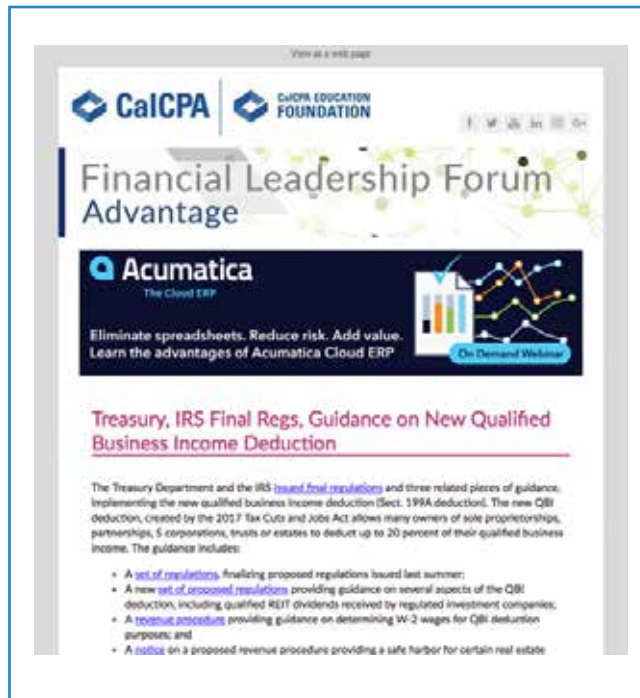 View as a web page
CalCPA
CalCPA EDUCATION
FOUNDATION
Financial Leadership Forum
Advantage
Acumatica
The Cloud ERP
Eliminate spreadsheets. Reduce risk. Add value.
Learn the advantages of Acumatica Cloud ERP
On Demand Webinar
Treasury, IRS Final Regs, Guidance on New Qualified
Business Income Deduction
The Treasury Department and the IRS issued final regulations and three related pieces of guidance,
implementing the new qualified business income deduction (Sect. 199A deduction). The new QBI
deduction, created by the 2017 Tax Cuts and Jobs Act allows many owners of sole proprietorships,
partnerships, S corporations, trusts or estates to deduct up to 20 percent of their qualified business
income. The guidance includes:
• A set of regulations, finalizing proposed regulations issued last summer;
• A new set of proposed regulations providing guidance on several aspects of the QBI
deduction, including qualified REIT dividends received by regulated investment companies;
• A revenue procedure providing guidance on determining W-2 wages for QBI deduction
purposes; and
• A notice on a proposed revenue procedure providing a safe harbor for certain real estate